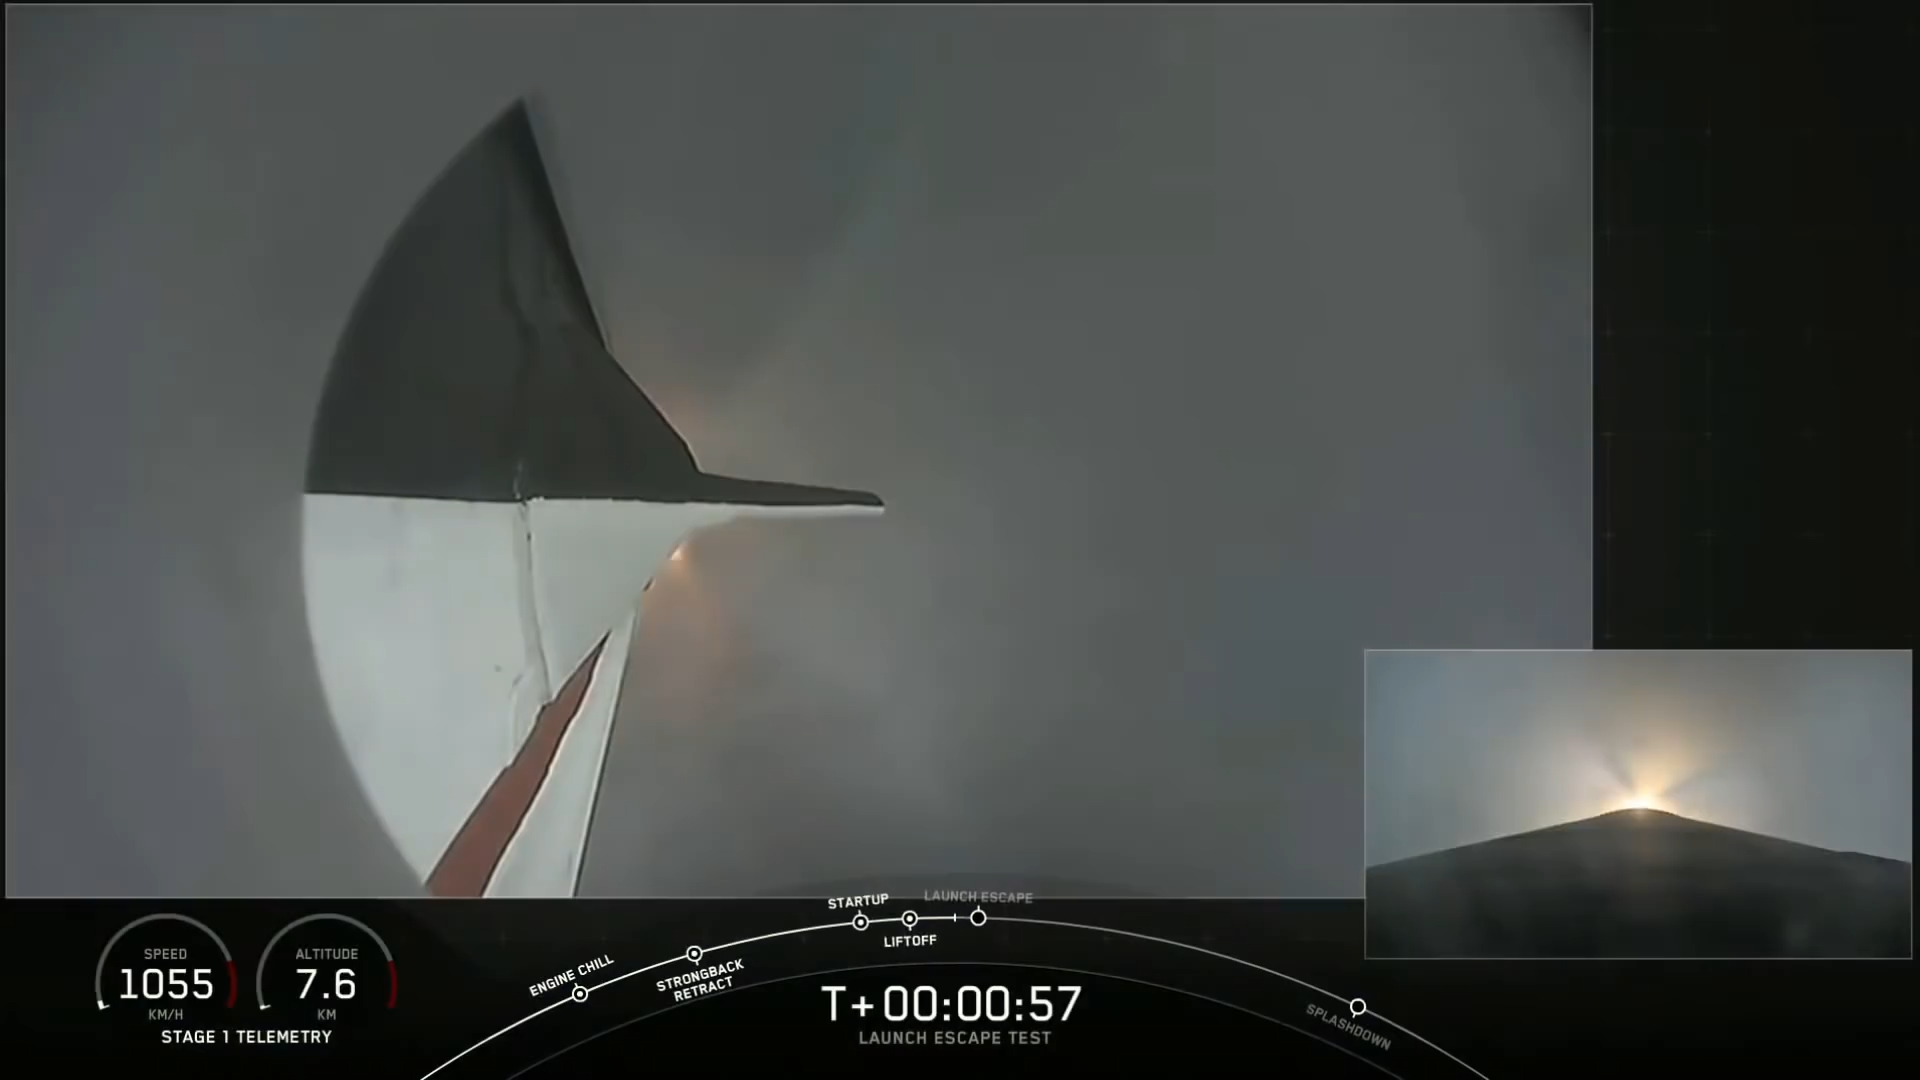 STARTUP
LAUNCH ESCAPE
LIFTOFF
ENGINE CHILL
STRONGBACK
RETRACT
SPEED
1055
KM/H
ALTITUDE
7.6
KM
STAGE 1 TELEMETRY
T+00:00:57
LAUNCH ESCAPE TEST
SPLASHDOWN